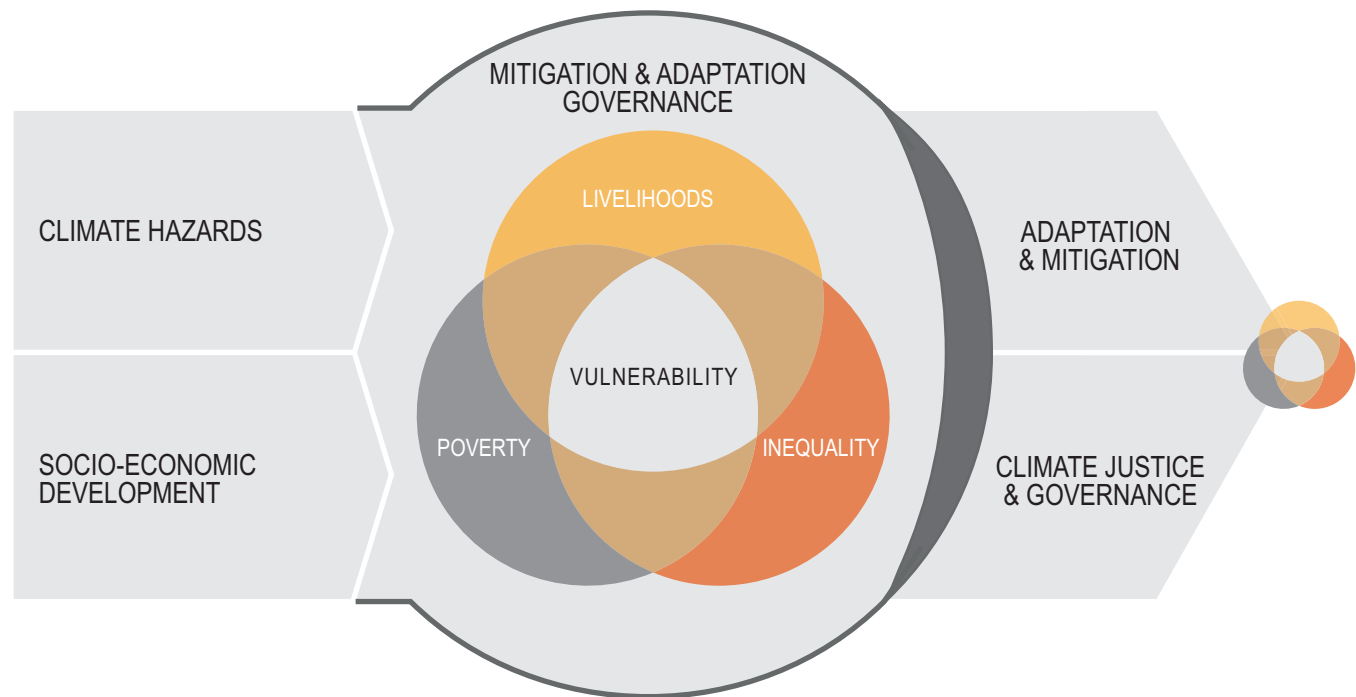 MITIGATION & ADAPTATION
GOVERNANCE
CLIMATE HAZARDS
SOCIO-ECONOMIC
DEVELOPMENT
LIVELIHOODS
VULNERABILITY
POVERTY
INEQUALITY
ADAPTATION
& MITIGATION
CLIMATE JUSTICE
& GOVERNANCE